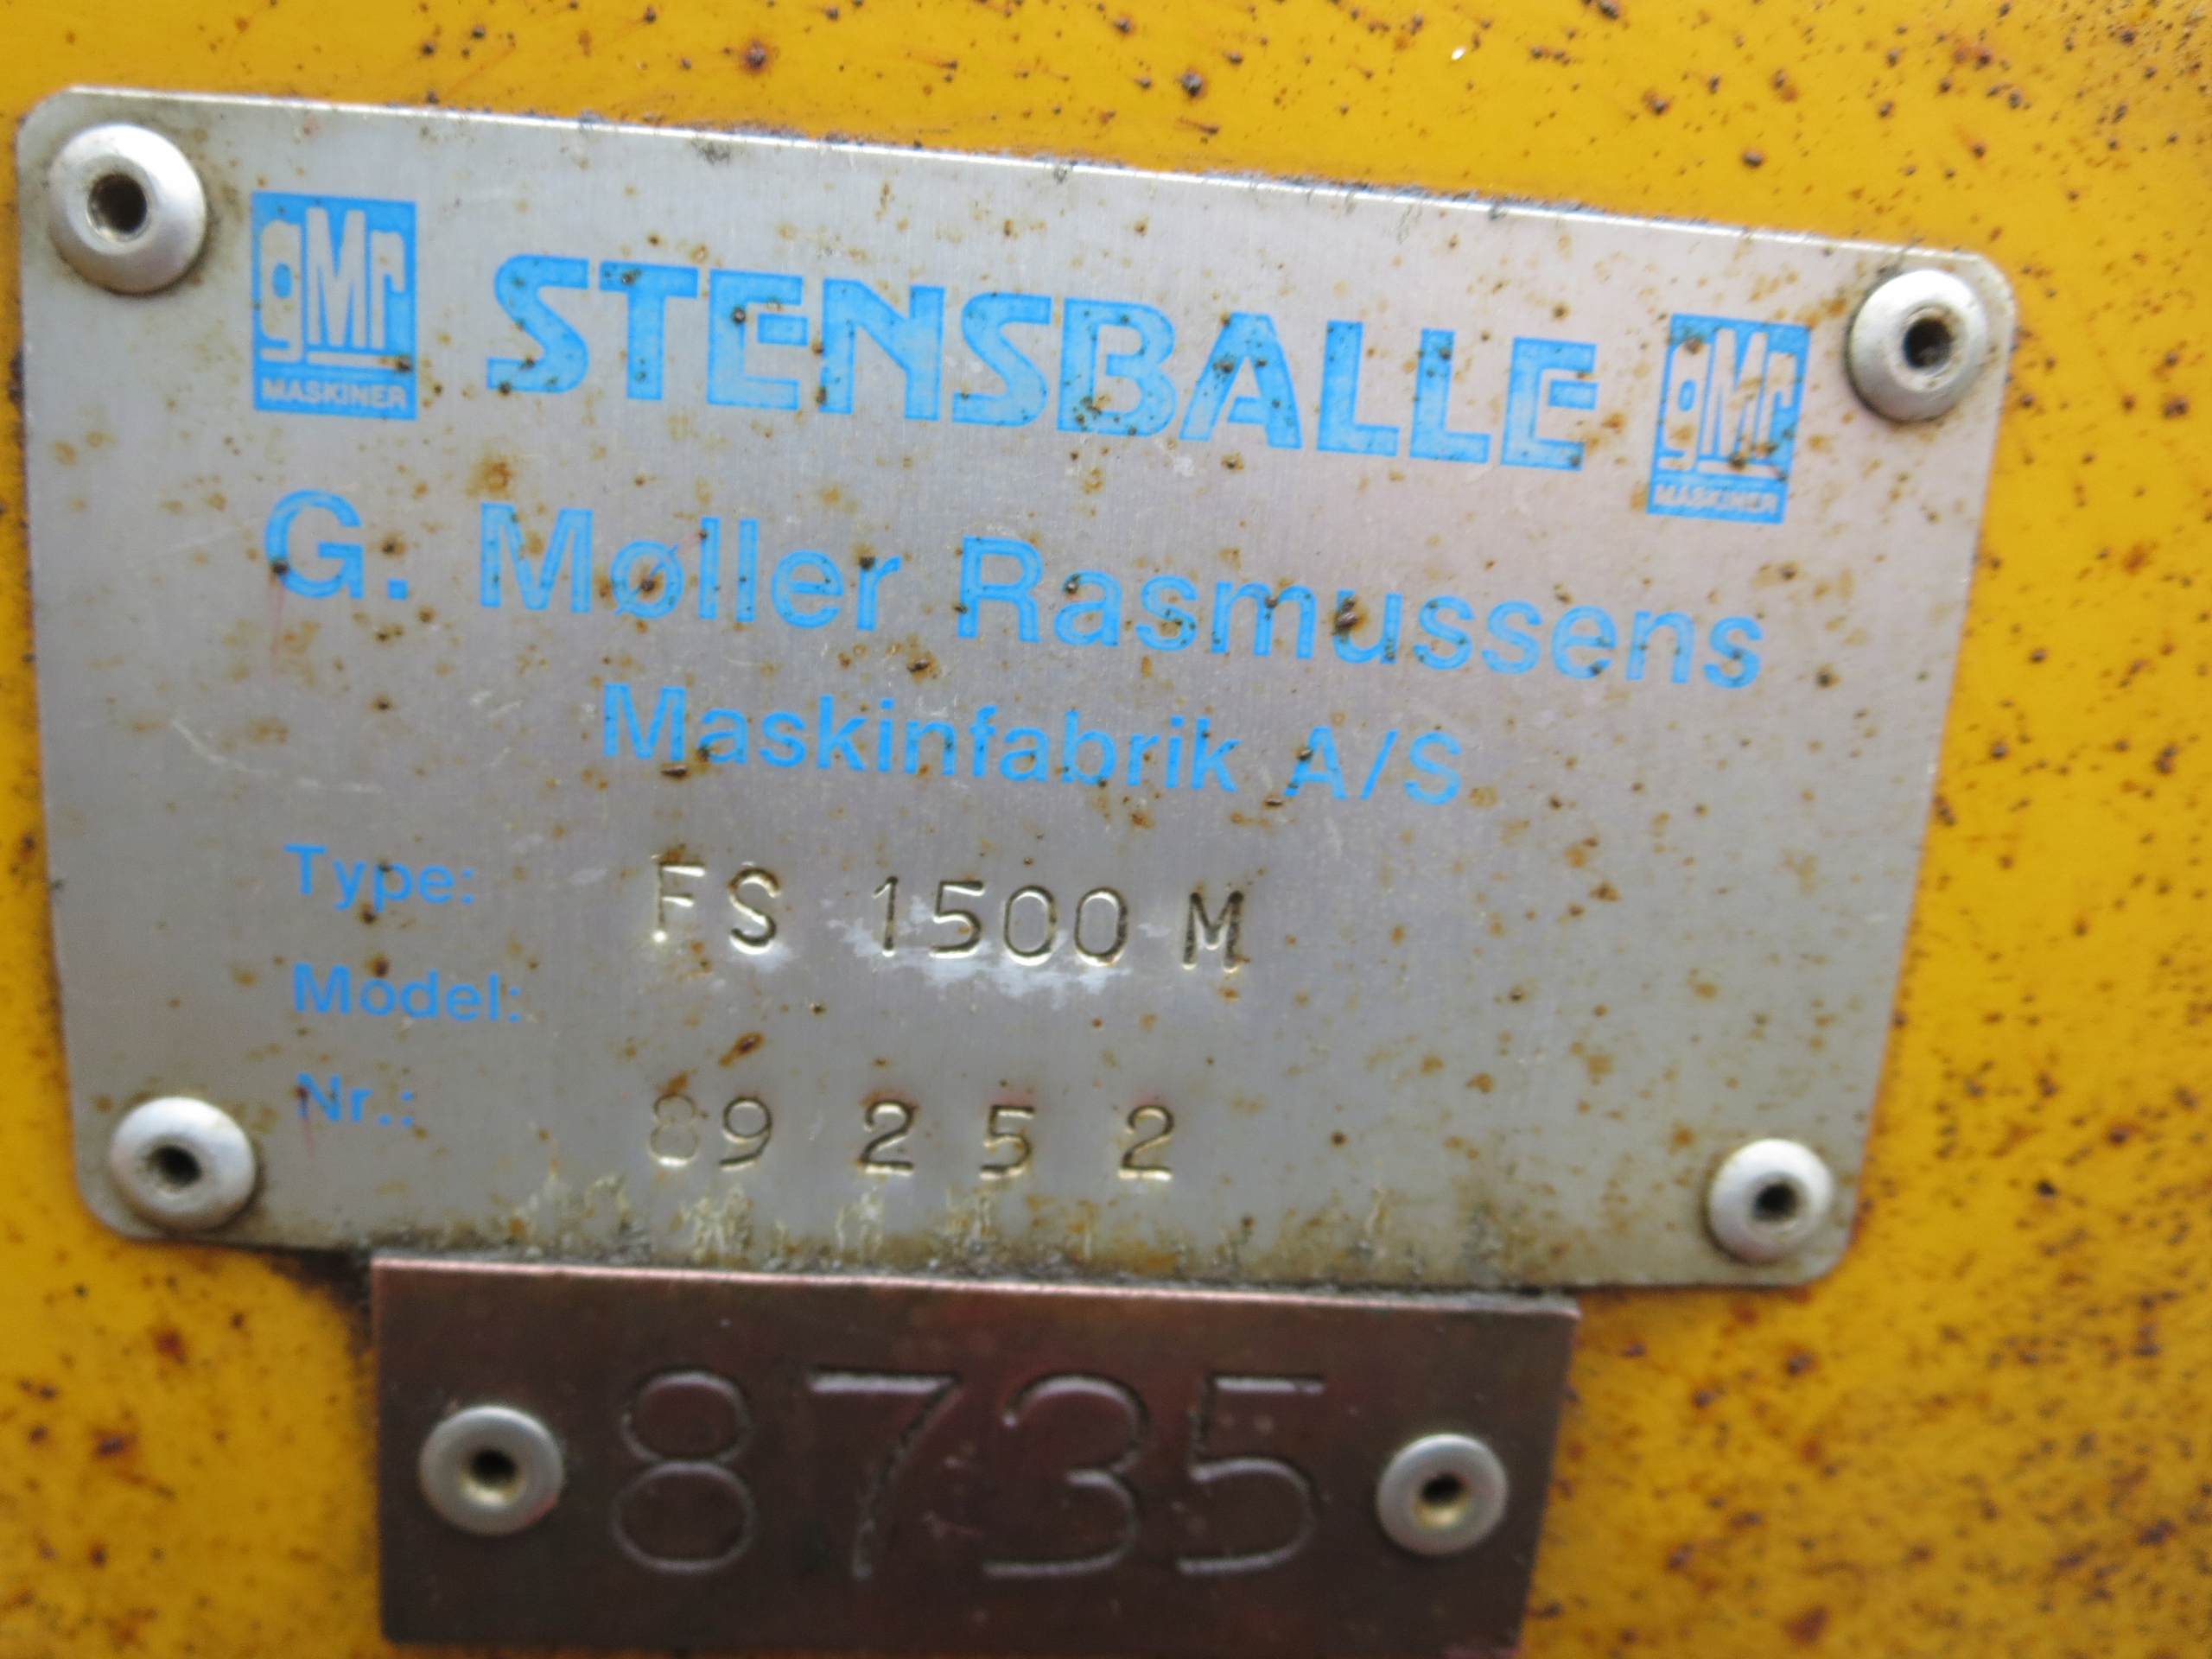 gMr STENSBALLE gMr
MASKINER MASKINER
G. Møller Rasmussens
Maskinfabrik A/S
Type: FS 1500 M
Model:
Nr.: 89 2 5 2
8735